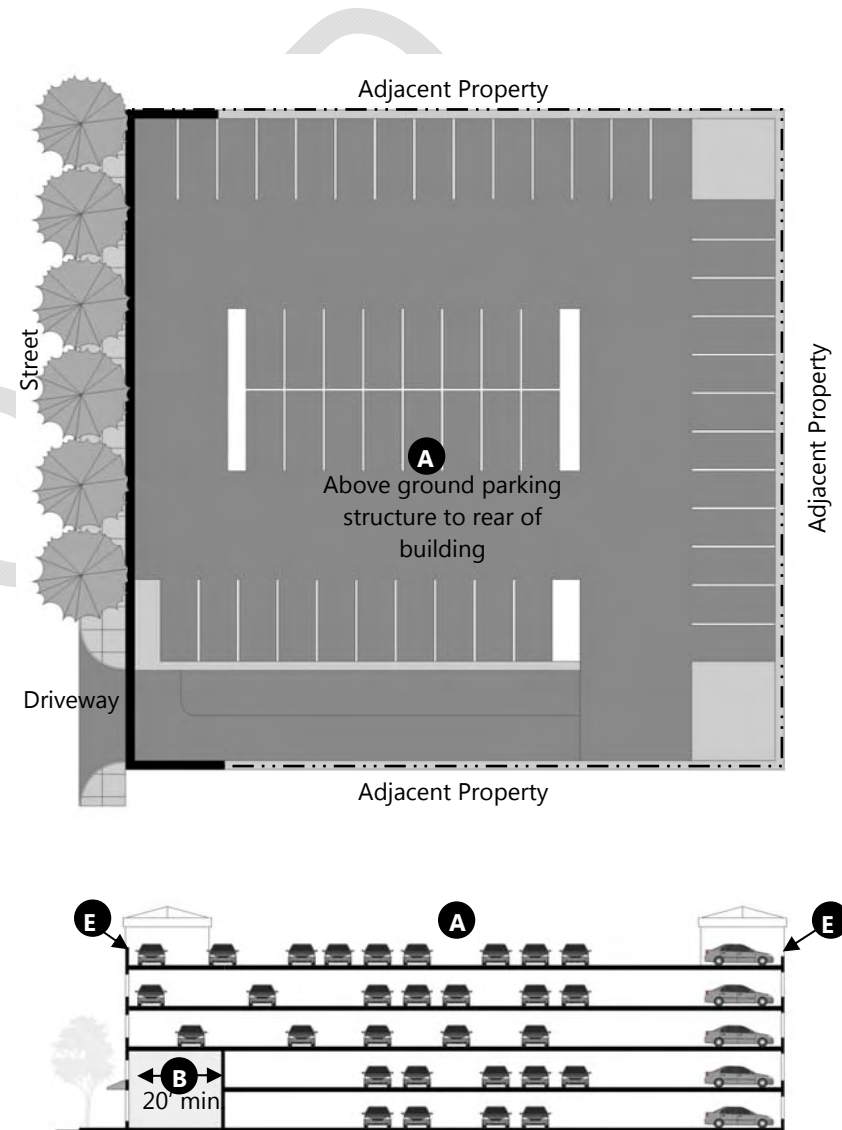 Adjacent Property
Street
Adjacent Property
A
Above ground parking
structure to rear of
building
Driveway
Adjacent Property
E
A
E
B
20' min